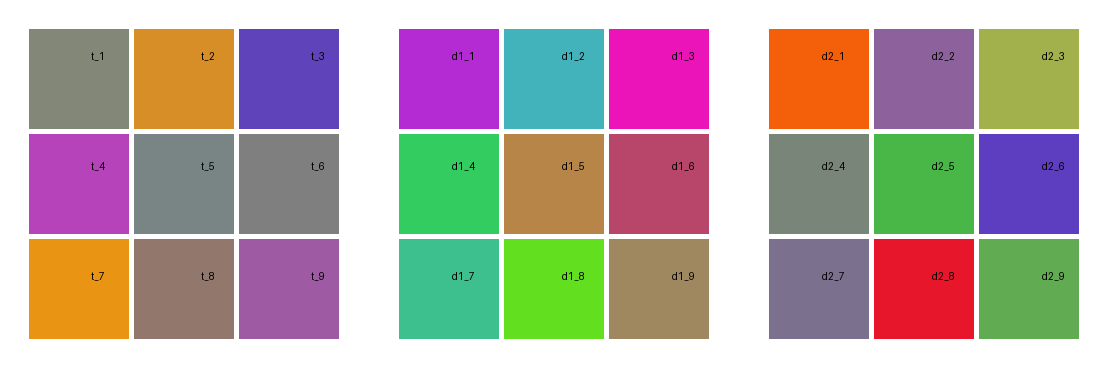 t_1 t_2 t_3 d1_1 d1_2 d1_3 d2_1 d2_2 d2_3
t_4 t_5 t_6 d1_4 d1_5 d1_6 d2_4 d2_5 d2_6
t_7 t_8 t_9 d1_7 d1_8 d1_9 d2_7 d2_8 d2_9